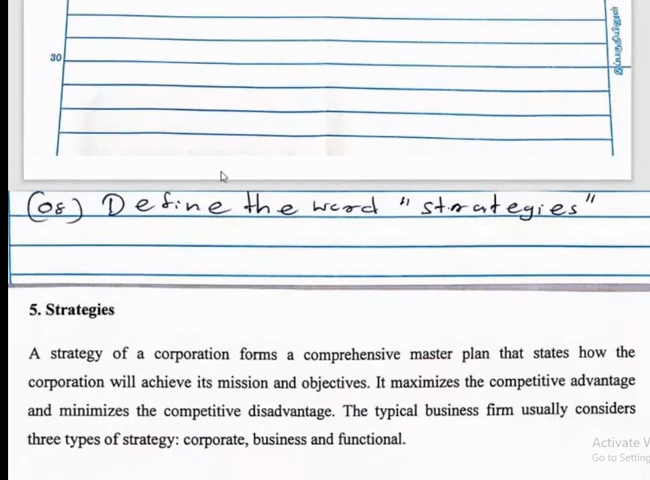 30
(08) Define the word "strategies"
5. Strategies
A strategy of a corporation forms a comprehensive master plan that states how the
corporation will achieve its mission and objectives. It maximizes the competitive advantage
and minimizes the competitive disadvantage. The typical business firm usually considers
three types of strategy: corporate, business and functional.
Activate
Go to Setting